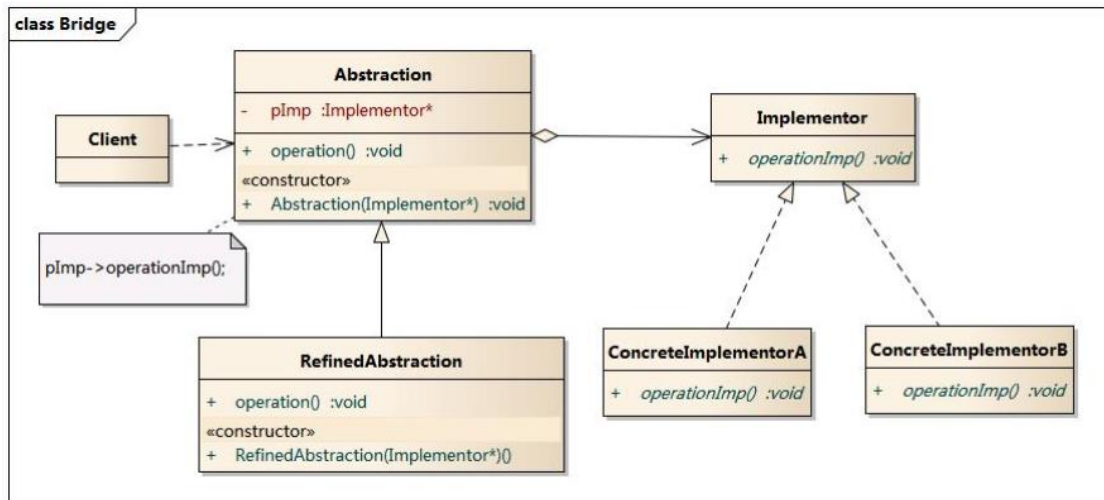 class Bridge
Abstraction
- pImp :Implementor*
+ operation() :void
«constructor»
+ Abstraction(Implementor*) :void
Client
Implementor
+ operationImp() :void
pImp->operationImp();
RefinedAbstraction
+ operation() :void
«constructor»
+ RefinedAbstraction(Implementor*)()
ConcreteImplementorA
+ operationImp() :void
ConcreteImplementorB
+ operationImp() :void